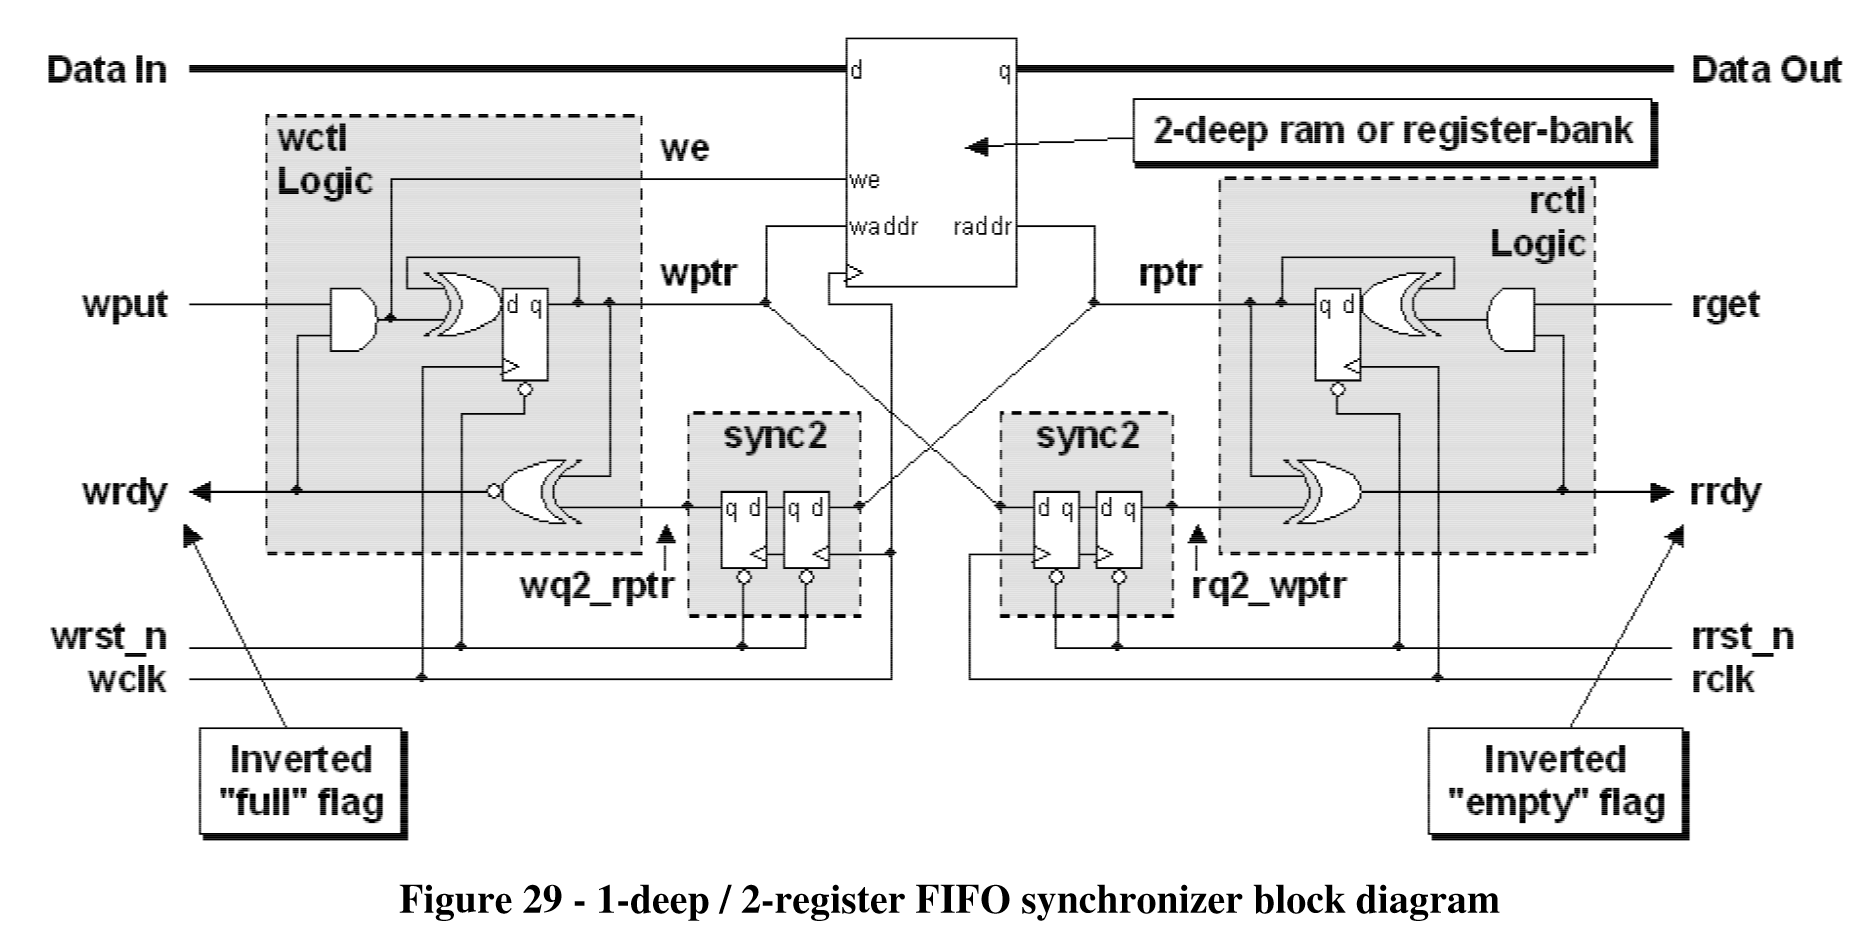 Data In
d
q
Data Out
2-deep ram or register-bank
wctl
Logic
we
we
rctl
Logic
waddr
raddr
wptr
rptr
wput
d q
q d
rget
sync2
sync2
wrdy
q d
q d
d q
d q
rrdy
wq2_rptr
rq2_wptr
wrst_n
rrst_n
wclk
rclk
Inverted
"full" flag
Inverted
"empty" flag
Figure 29 - 1-deep / 2-register FIFO synchronizer block diagram